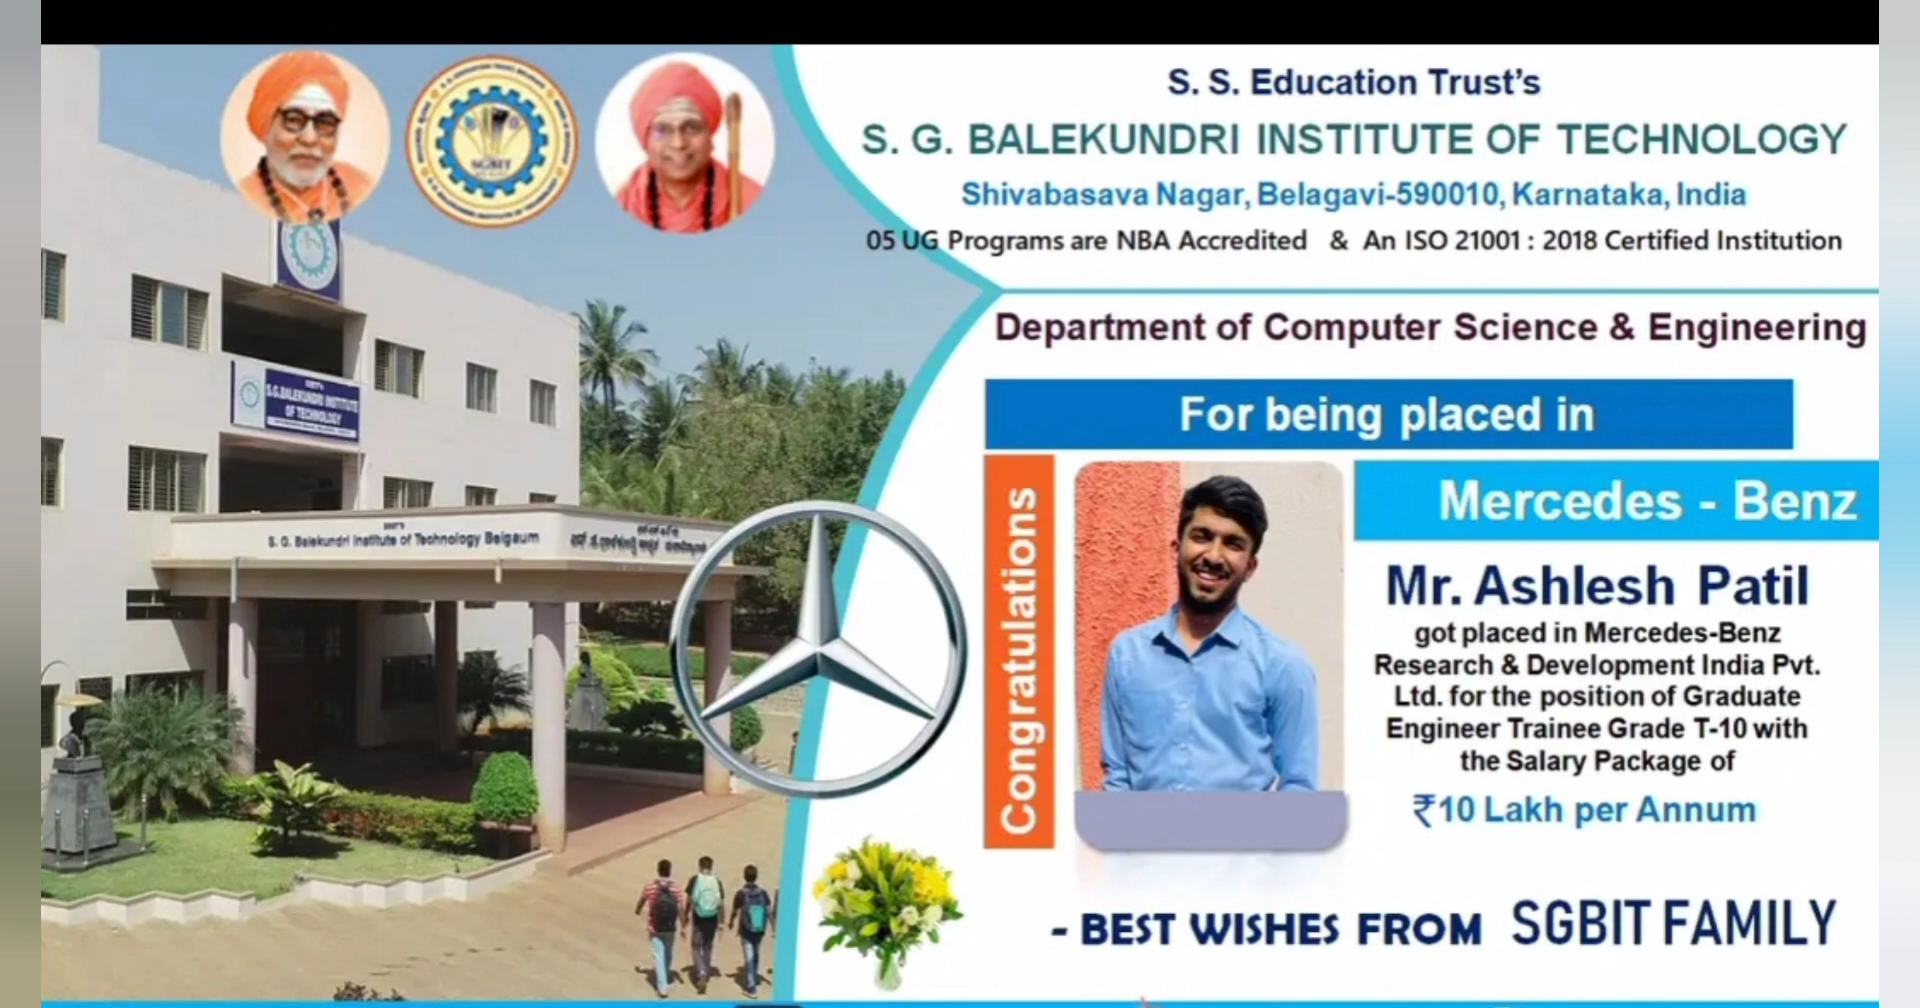 S. S. Education Trust's
S. G. BALEKUNDRI INSTITUTE OF TECHNOLOGY
Shivabasava Nagar, Belagavi-590010, Karnataka, India
05 UG Programs are NBA Accredited & An ISO 21001 : 2018 Certified Institution
Department of Computer Science & Engineering
For being placed in
Congratulations
Mercedes - Benz
Mr. Ashlesh Patil
got placed in Mercedes-Benz
Research & Development India Pvt.
Ltd. for the position of Graduate
Engineer Trainee Grade T-10 with
the Salary Package of
₹10 Lakh per Annum
- BEST WISHES FROM SGBIT FAMILY
SGBIT
S.G.BALEKUNDRI INSTITUTE
OF TECHNOLOGY
S. G. Balekundri Institute of Technology Belgaum